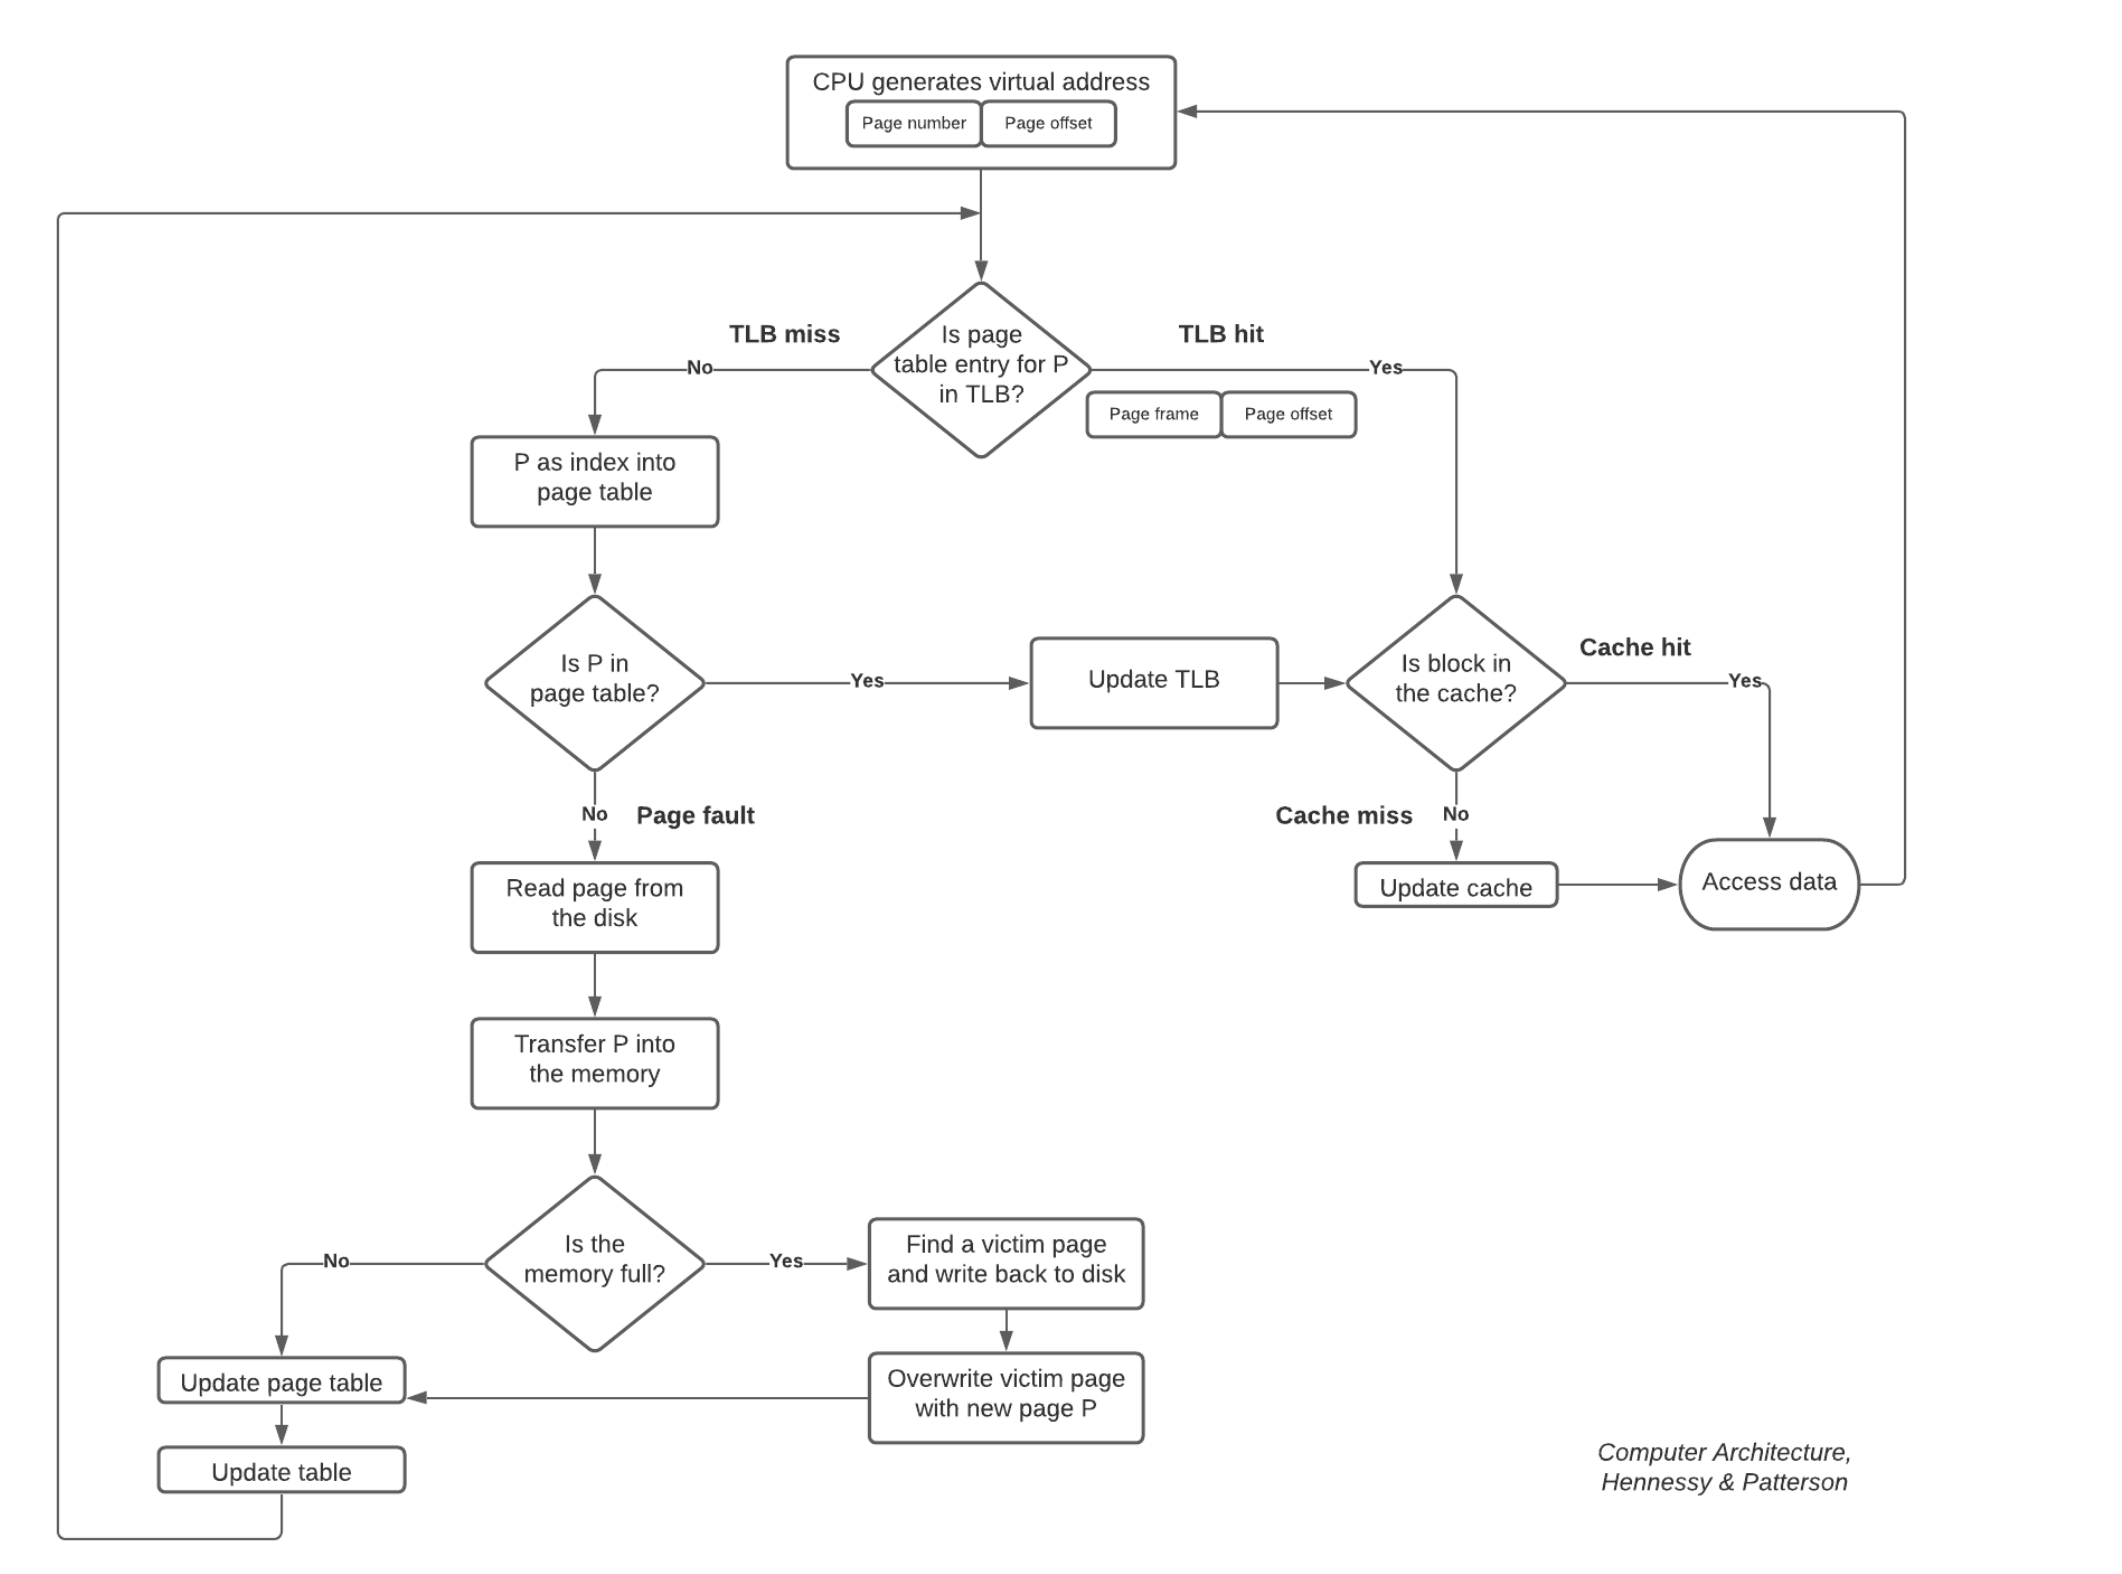 CPU generates virtual address
Page number
Page offset
TLB miss
Is page
table entry for P
in TLB?
TLB hit
No
Yes
Page frame
Page offset
P as index into
page table
Is P in
page table?
Yes
Update TLB
Is block in
the cache?
Cache hit
Yes
No
Page fault
Cache miss
No
Read page from
the disk
Update cache
Access data
Transfer P into
the memory
Is the
memory full?
No
Yes
Find a victim page
and write back to disk
Update page table
Overwrite victim page
with new page P
Update table
Computer Architecture,
Hennessy & Patterson